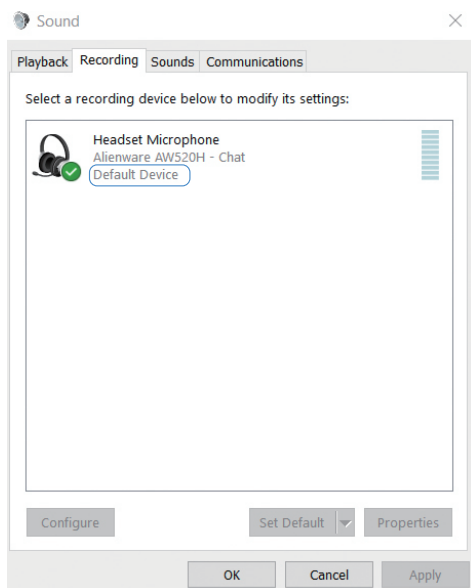 Sound
Playback Recording Sounds Communications
Select a recording device below to modify its settings:
Headset Microphone
Alienware AW520H - Chat
Default Device
Configure Set Default Properties
OK Cancel Apply